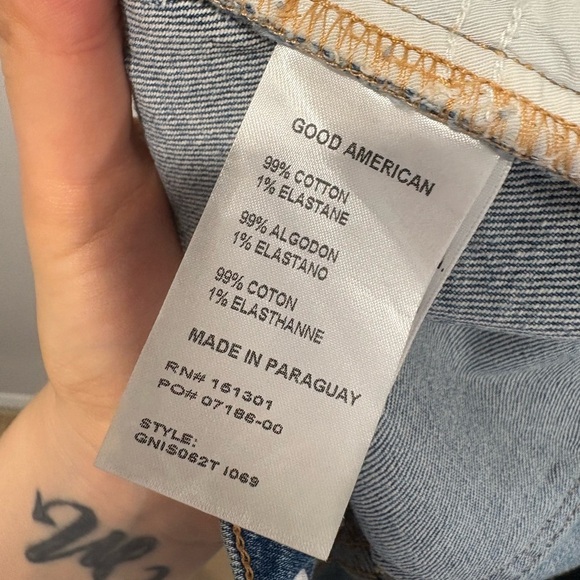 GOOD AMERICAN
99% COTTON
1% ELASTANE
99% ALGODON
1% ELASTANO
99% COTON
1% ELASTHANNE
MADE IN PARAGUAY
RN# 161301
PO# 07186-00
STYLE:
GNIS062T I069